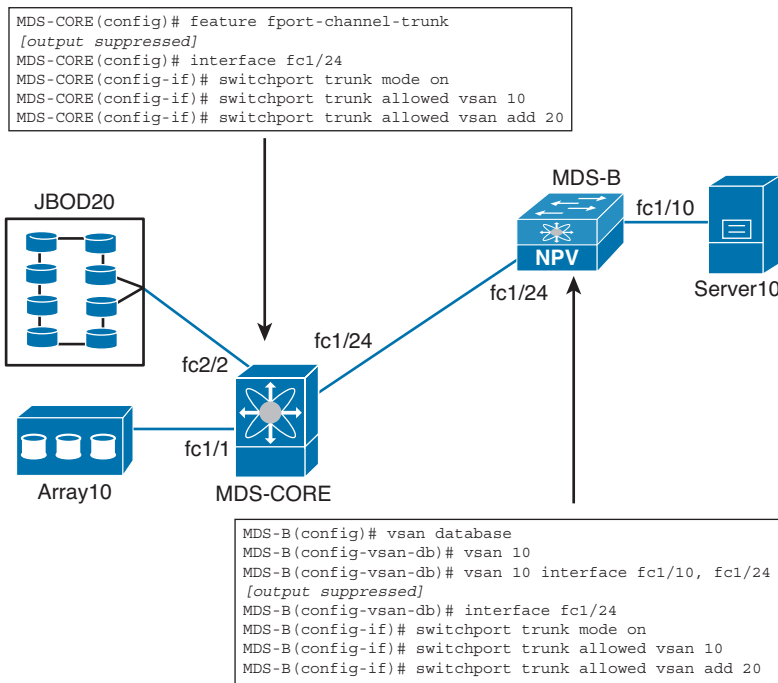 MDS-CORE(config)# feature fport-channel-trunk
[output suppressed]
MDS-CORE(config)# interface fc1/24
MDS-CORE(config-if)# switchport trunk mode on
MDS-CORE(config-if)# switchport trunk allowed vsan 10
MDS-CORE(config-if)# switchport trunk allowed vsan add 20
JBOD20
MDS-B
fc1/10
NPV
fc1/24
Server10
fc1/24
fc2/2
fc1/1
Array10
MDS-CORE
MDS-B(config)# vsan database
MDS-B(config-vsan-db)# vsan 10
MDS-B(config-vsan-db)# vsan 10 interface fc1/10, fc1/24
[output suppressed]
MDS-B(config-vsan-db)# interface fc1/24
MDS-B(config-if)# switchport trunk mode on
MDS-B(config-if)# switchport trunk allowed vsan 10
MDS-B(config-if)# switchport trunk allowed vsan add 20